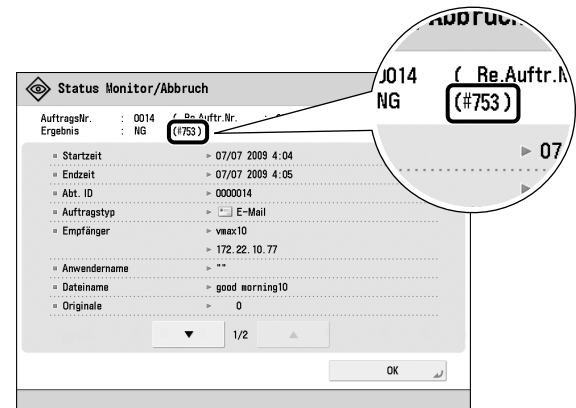 Status Monitor/Abbruch
AuftragsNr. : 0014 ( Re.Auftr.Nr. :
Ergebnis : NG (#753)
Startzeit 07/07 2009 4:04
Endzeit 07/07 2009 4:05
Abt. ID 0000014
Auftragstyp E-Mail
Empfänger vmax10
172.22.10.77
Anwendername ""
Dateiname good morning10
Originale 0
1/2
OK
Abbruch
0014 ( Re.Auftr.N
NG (#753)
07